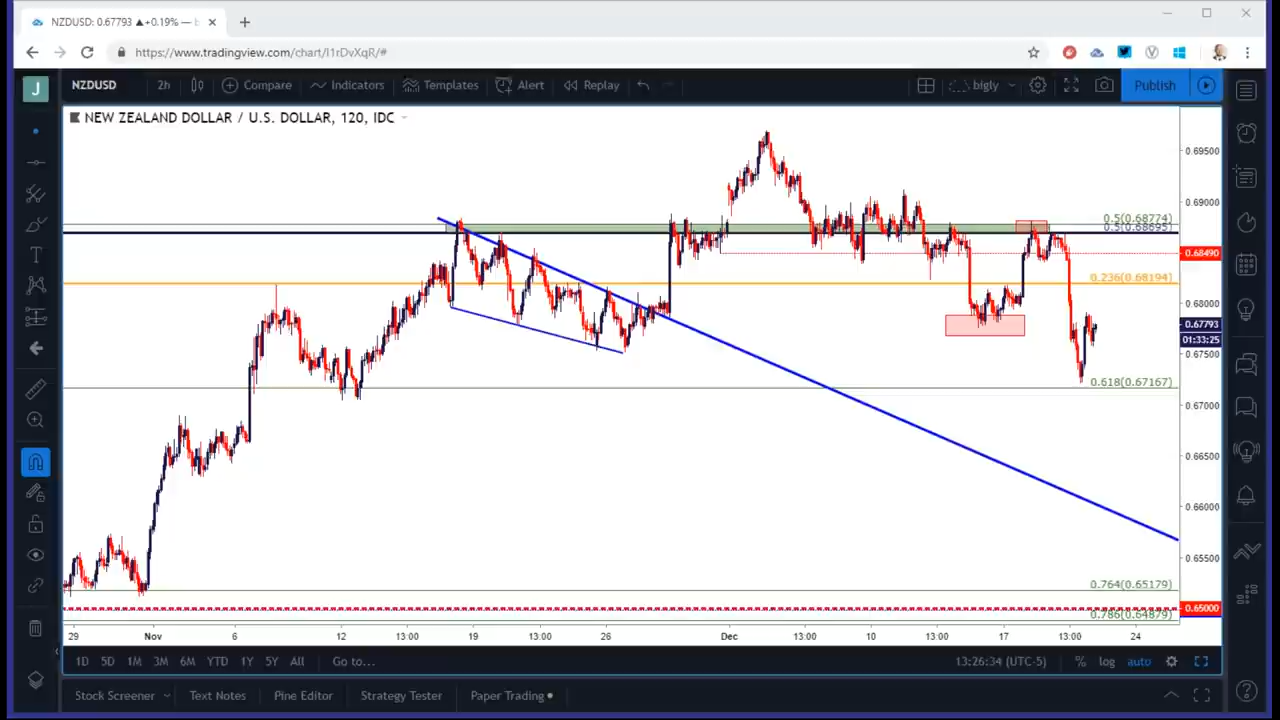 NZDUSD: 0.67793 ▲+0.19% —
https://www.tradingview.com/chart/I1rDvXqR/#
J
NZDUSD 2h Compare Indicators Templates Alert Replay bigly Publish
NEW ZEALAND DOLLAR / U.S. DOLLAR, 120, IDC
0.69500
0.69000
0.5(0.68774)
0.5(0.68695)
0.68490
0.236(0.68194)
0.68000
0.67793
01:33:25
0.67500
0.618(0.67167)
0.67000
0.66500
0.66000
0.65500
0.764(0.65179)
0.65000
0.786(0.64879)
29 Nov 6 12 13:00 19 13:00 26 Dec 13:00 10 13:00 17 13:00 24
1D 5D 1M 3M 6M YTD 1Y 5Y All Go to... 13:26:34 (UTC-5) % log auto
Stock Screener Text Notes Pine Editor Strategy Tester Paper Trading